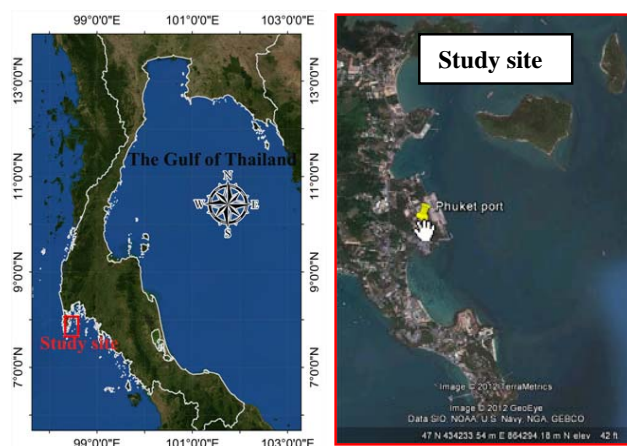 99°0'0"E 101°0'0"E 103°0'0"E
13°0'0"N
11°0'0"N
9°0'0"N
7°0'0"N
The Gulf of Thailand
N
W E
S
Study site
13°0'0"N
11°0'0"N
9°0'0"N
7°0'0"N
99°0'0"E 101°0'0"E 103°0'0"E
Study site
Phuket port
Image © 2012 TerraMetrics
Image © 2012 GeoEye
Data SIO, NOAA, U.S. Navy, NGA, GEBCO
47 N 434233.54 m E 864294.18 m N elev 42 ft